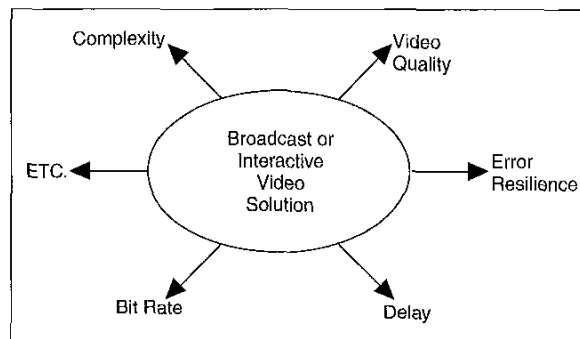 Complexity
Video
Quality
Broadcast or
Interactive
Video
Solution
ETC.
Error
Resilience
Bit Rate
Delay